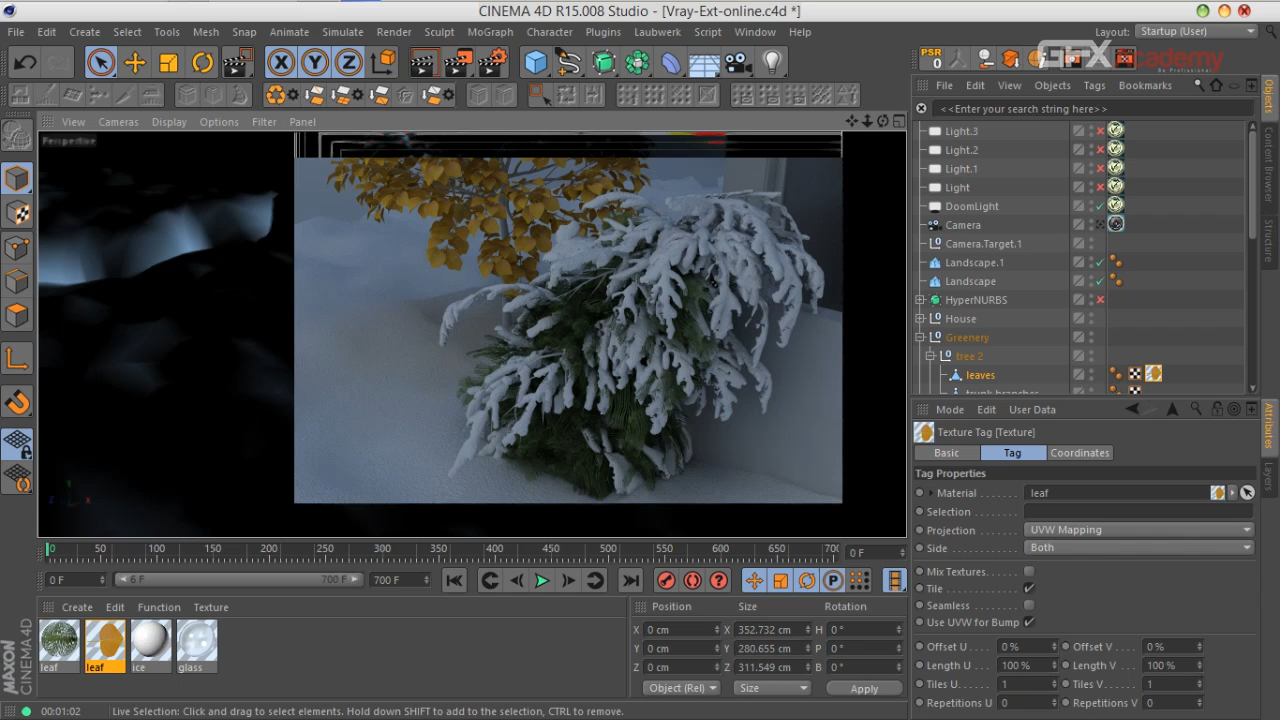 CINEMA 4D R15.008 Studio - [Vray-Ext-online.c4d *]
File Edit Create Select Tools Mesh Snap Animate Simulate Render Sculpt MoGraph Character Plugins Laubwerk Script Window Help
Layout: Startup (User)
X Y Z
PSR
0
GFX academy
Be Professional
View Cameras Display Options Filter Panel
File Edit View Objects Tags Bookmarks
<<Enter your search string here>>
Perspective
Light.3
Light.2
Light.1
Light
DoomLight
Camera
Camera.Target.1
Landscape.1
Landscape
HyperNURBS
House
Greenery
tree 2
leaves
trunk branches
Objects
Content Browser
Structure
Mode Edit User Data
Texture Tag [Texture]
Basic Tag Coordinates
Tag Properties
Material leaf
Selection
Projection UVW Mapping
Side Both
Mix Textures
Tile
Seamless
Use UVW for Bump
Offset U 0 % Offset V 0 %
Length U 100 % Length V 100 %
Tiles U 1 Tiles V 1
Repetitions U 0 Repetitions V 0
Attributes
Layers
0 50 100 150 200 250 300 350 400 450 500 550 600 650 700
0 F
0 F 6 F 700 F 700 F
P
Create Edit Function Texture
leaf leaf ice glass
Position Size Rotation
X 0 cm X 352.732 cm H 0 °
Y 0 cm Y 280.655 cm P 0 °
Z 0 cm Z 311.549 cm B 0 °
Object (Rel) Size Apply
MAXON
CINEMA 4D
00:01:02 Live Selection: Click and drag to select elements. Hold down SHIFT to add to the selection, CTRL to remove.